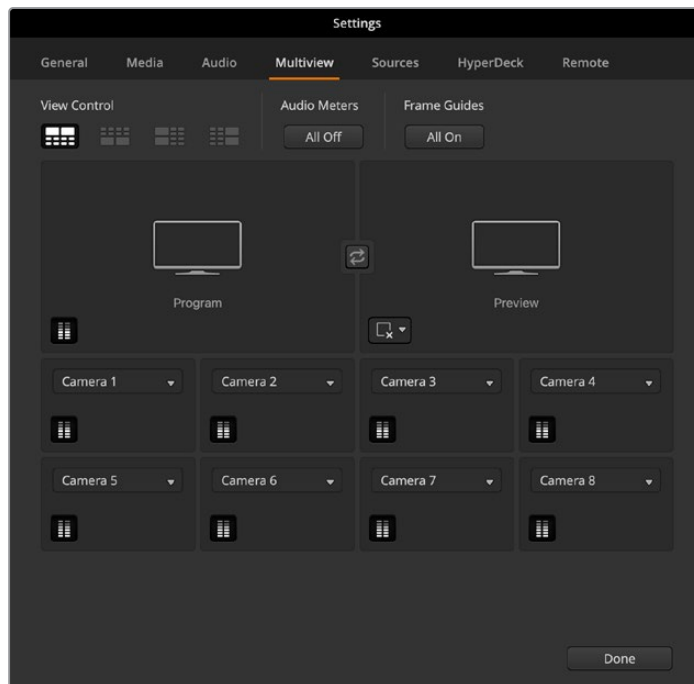 Settings
General Media Audio Multiview Sources HyperDeck Remote
View Control Audio Meters Frame Guides
All Off All On
Program Preview
Camera 1 Camera 2 Camera 3 Camera 4
Camera 5 Camera 6 Camera 7 Camera 8
Done